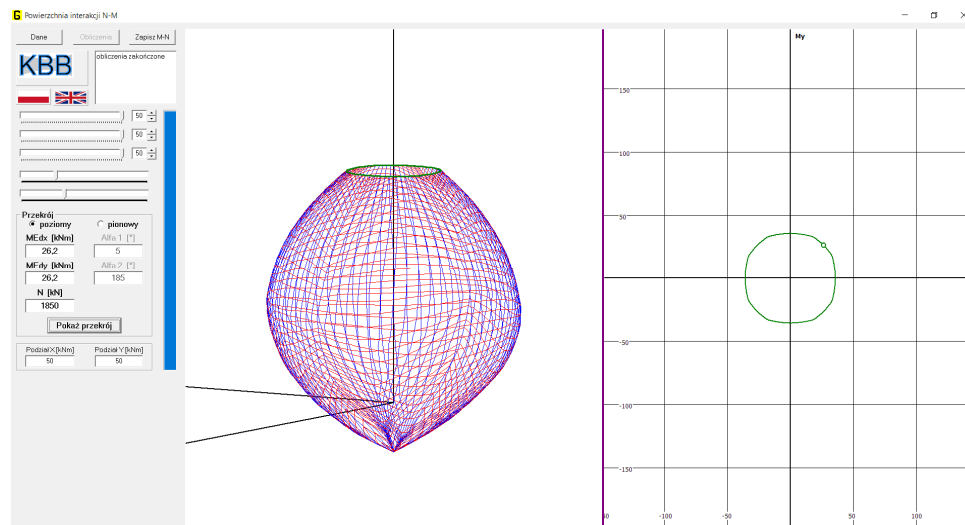 Powierzchnia interakcji N-M
Dane
Obliczenia
Zapisz M-N
KBB
obliczenia zakończone
50
50
50
Przekrój
poziomy
pionowy
MEdx [kNm]
Alfa 1 [°]
26,2
5
MEdy [kNm]
Alfa 2 [°]
26,2
185
N [kN]
1850
Pokaż przekrój
Podział X [kNm]
Podział Y [kNm]
50
50
My
150
100
50
-50
-100
-150
-100
-50
50
100